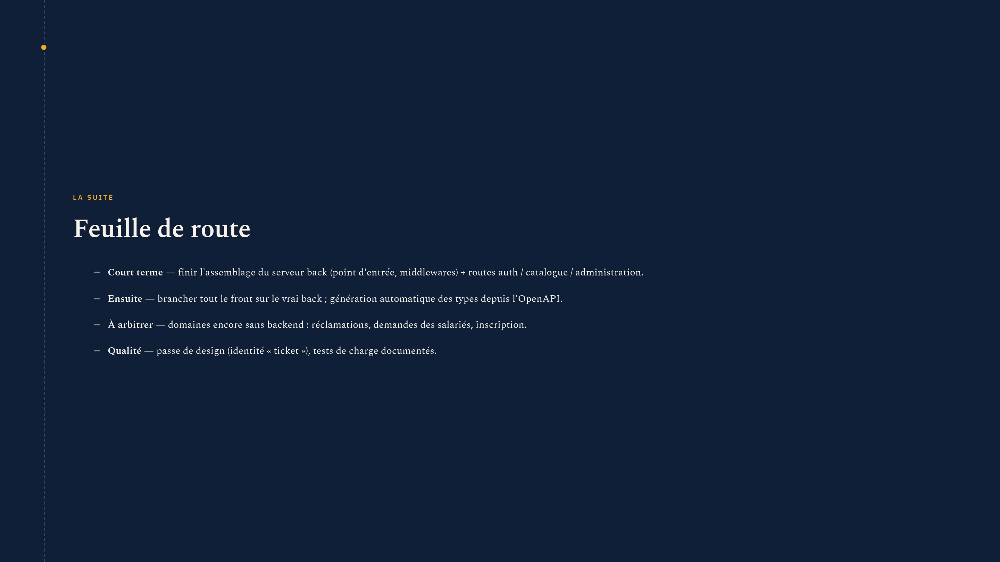 LA SUITE
Feuille de route
— Court terme — finir l'assemblage du serveur back (point d'entrée, middlewares) + routes auth / catalogue / administration.
— Ensuite — brancher tout le front sur le vrai back ; génération automatique des types depuis l'OpenAPI.
— À arbitrer — domaines encore sans backend : réclamations, demandes des salariés, inscription.
— Qualité — passe de design (identité « ticket »), tests de charge documentés.